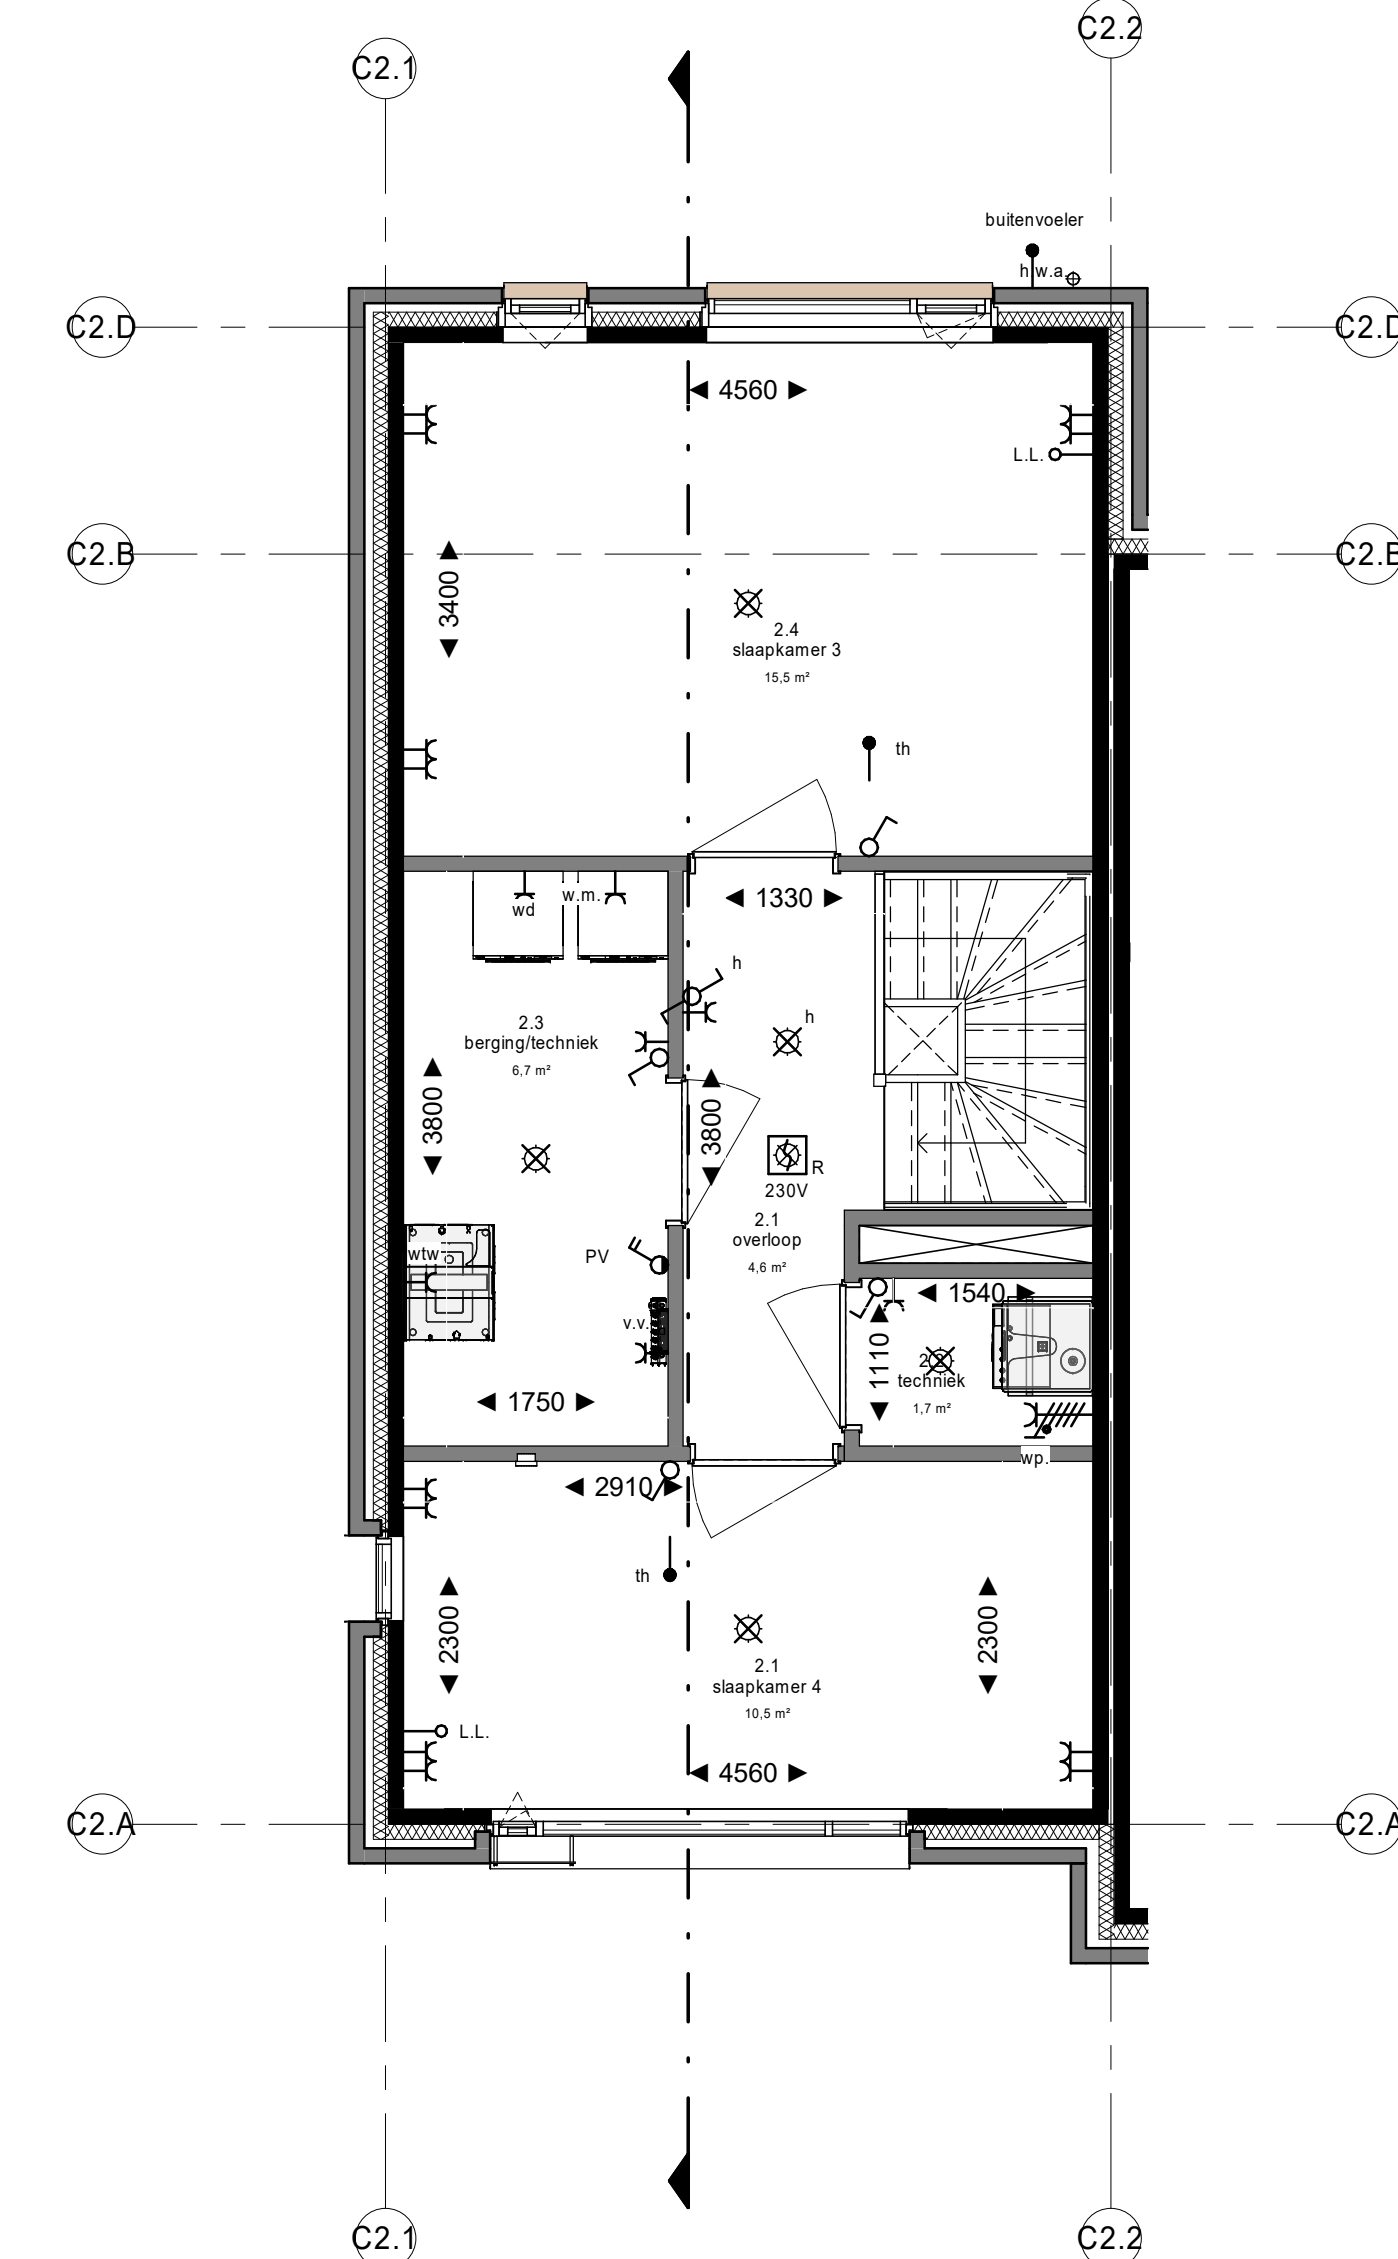 C2.2
C2.1
buitenvoeler
h.w.a.
C2.D
C2.D
4560
L.L.
C2.B
C2.B
3400
2.4
slaapkamer 3
15,5 m²
th
1330
wd
w.m.
h
h
2.3
berging/techniek
6,7 m²
3800
3800
R
230V
2.1
overloop
4,6 m²
wtw
PV
1540
v.v.
1110
techniek
1,7 m²
1750
wp.
2910
th
2300
2300
2.1
slaapkamer 4
10,5 m²
L.L.
4560
C2.A
C2.A
C2.1
C2.2